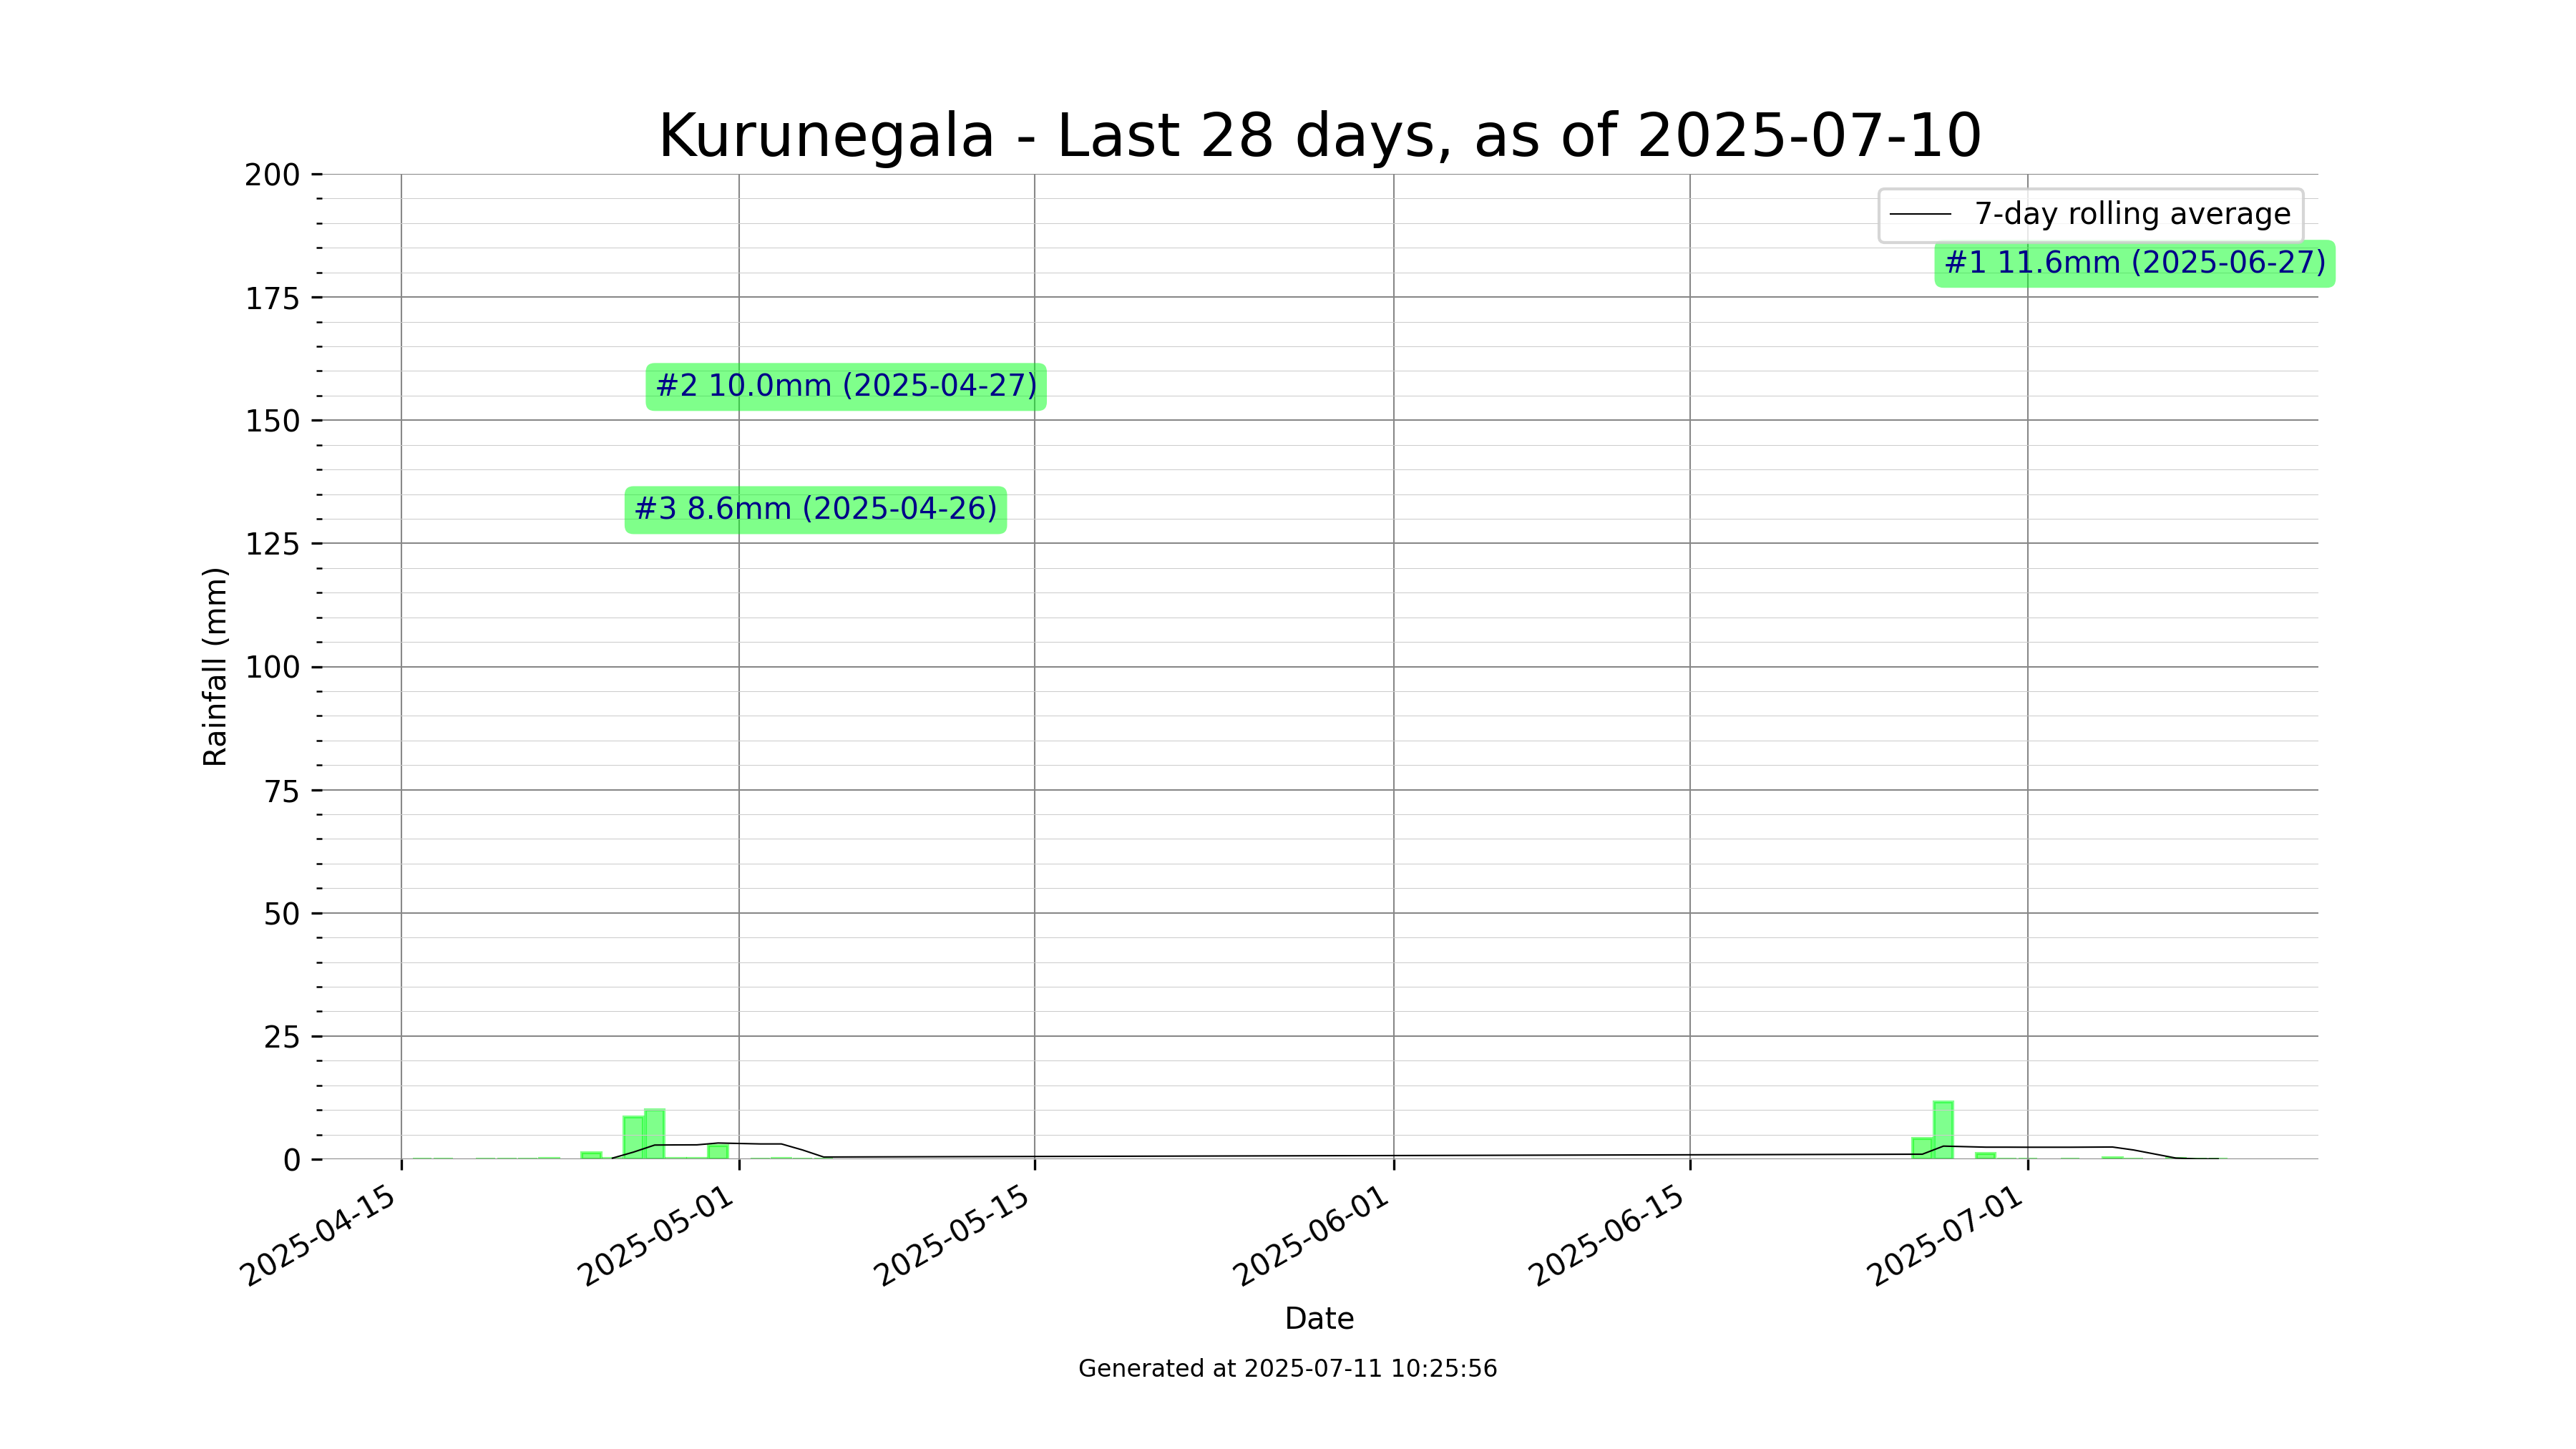 Kurunegala - Last 28 days, as of 2025-07-10
7-day rolling average
#1 11.6mm (2025-06-27)
#2 10.0mm (2025-04-27)
#3 8.6mm (2025-04-26)
Rainfall (mm)
200
175
150
125
100
75
50
25
0
2025-04-15
2025-05-01
2025-05-15
2025-06-01
2025-06-15
2025-07-01
Date
Generated at 2025-07-11 10:25:56